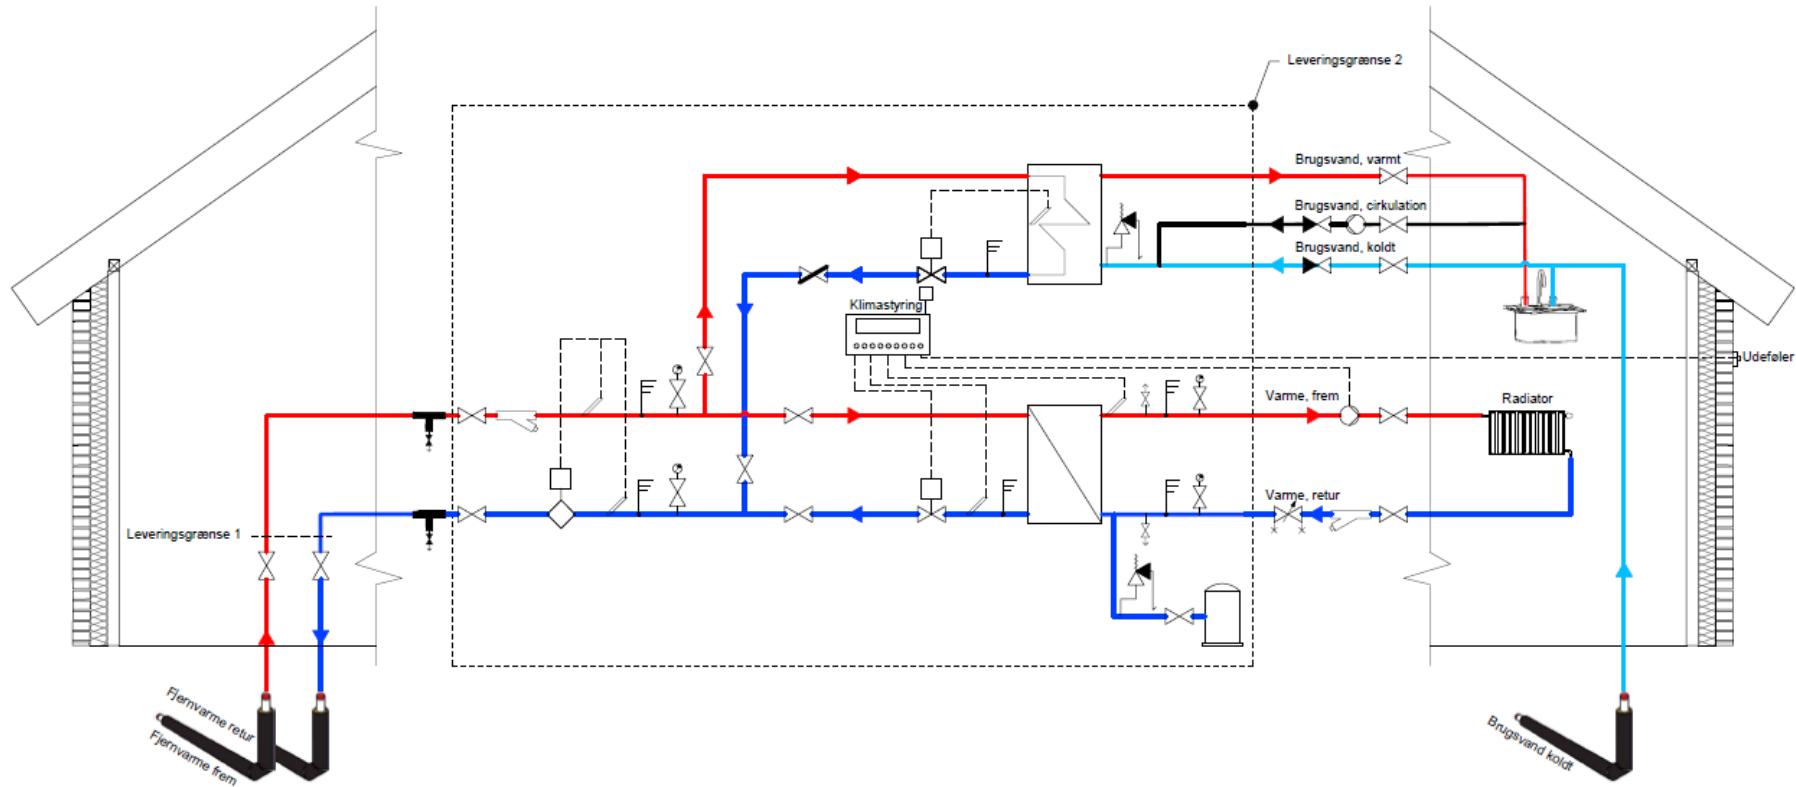 Leveringsgrænse 2
Brugsvand, varmt
Brugsvand, cirkulation
Brugsvand, koldt
Klimastyring
Udeføler
Varme, frem
Radiator
Varme, retur
Leveringsgrænse 1
Fjernvarme retur
Fjernvarme frem
Brugsvand koldt